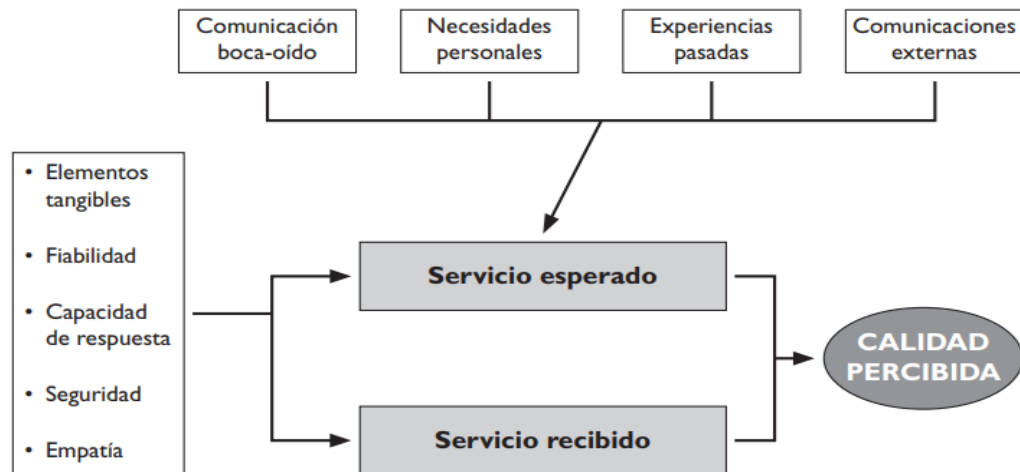 Comunicación
boca-oído
Necesidades
personales
Experiencias
pasadas
Comunicaciones
externas
• Elementos
tangibles
• Fiabilidad
• Capacidad
de respuesta
• Seguridad
• Empatía
Servicio esperado
Servicio recibido
CALIDAD
PERCIBIDA